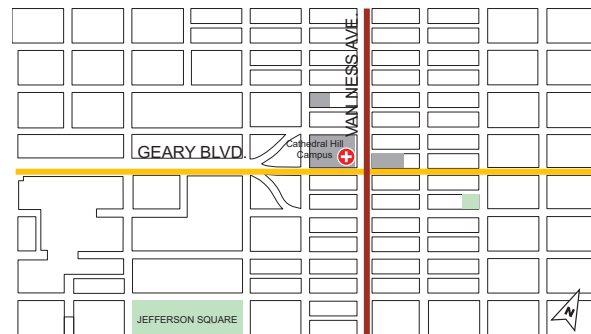 VAN NESS AVE.
GEARY BLVD.
Cathedral Hill
Campus
JEFFERSON SQUARE
N